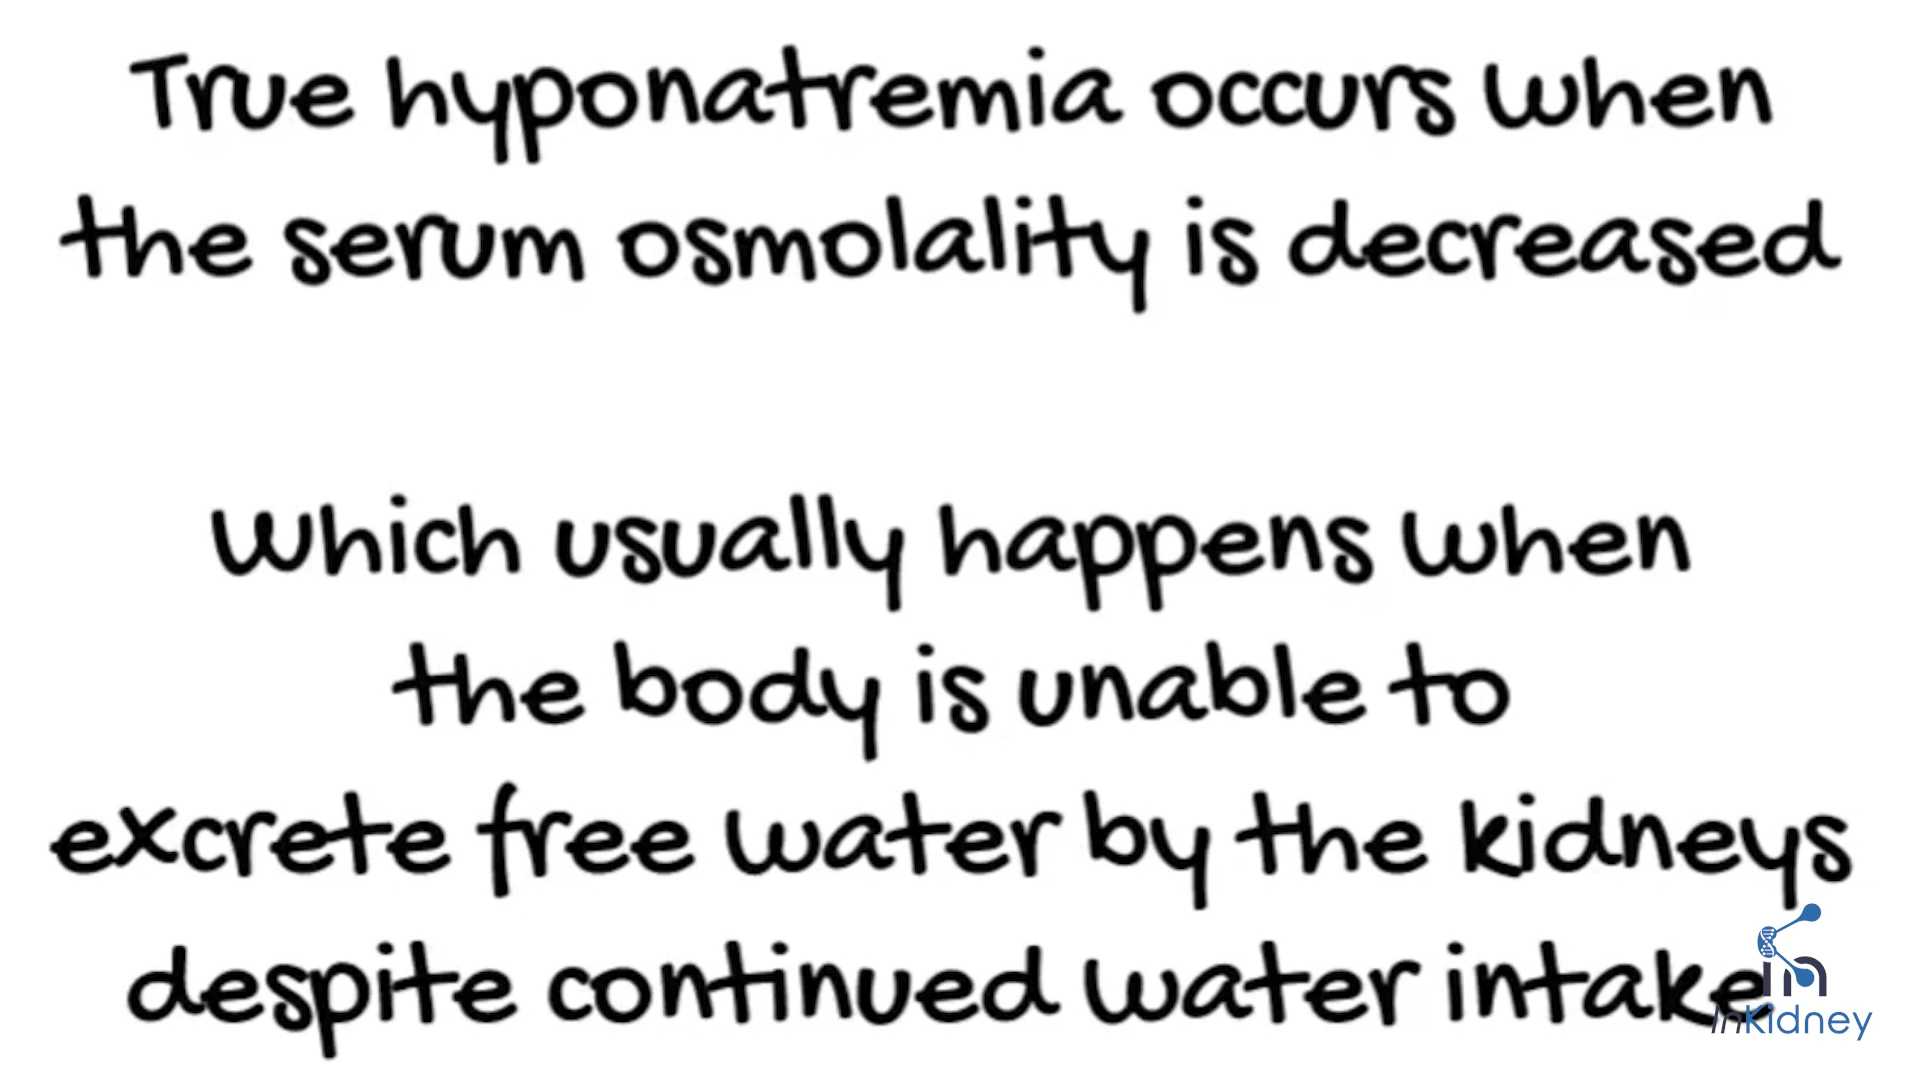 True hyponatremia occurs when
the serum osmolality is decreased
Which usually happens when
the body is unable to
excrete free water by the kidneys
despite continued water intake
in
inKidney